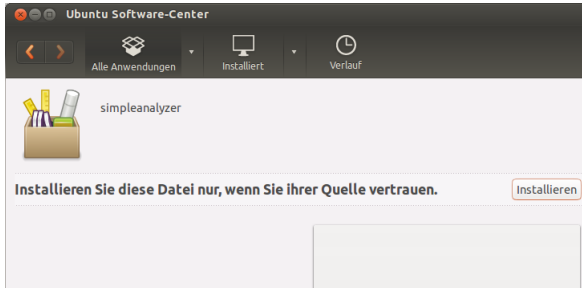 Ubuntu Software-Center
Alle Anwendungen
Installiert
Verlauf
simpleanalyzer
Installieren Sie diese Datei nur, wenn Sie ihrer Quelle vertrauen.
Installieren